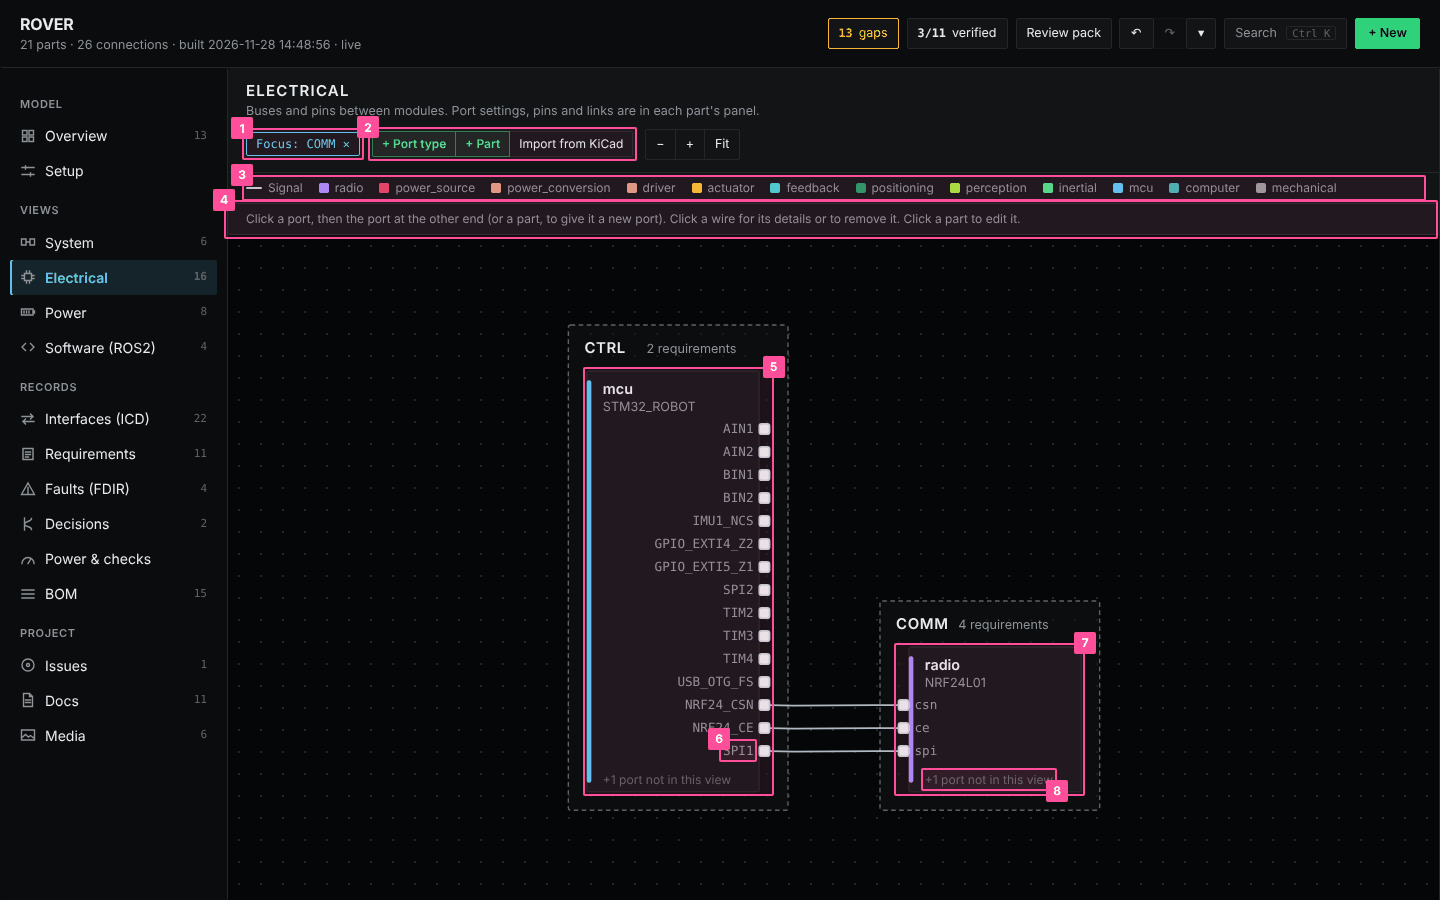 ROVER
21 parts · 26 connections · built 2026-11-28 14:48:56 · live
13 gaps
3/11 verified
Review pack
↶
↷
▾
Search Ctrl K
+ New
MODEL
Overview 13
Setup
VIEWS
System 6
Electrical 16
Power 8
Software (ROS2) 4
RECORDS
Interfaces (ICD) 22
Requirements 11
Faults (FDIR) 4
Decisions 2
Power & checks
BOM 15
PROJECT
Issues 1
Docs 11
Media 6
ELECTRICAL
Buses and pins between modules. Port settings, pins and links are in each part's panel.
1
Focus: COMM ×
2
+ Port type
+ Part
Import from KiCad
−
+
Fit
3
Signal radio power_source power_conversion driver actuator feedback positioning perception inertial mcu computer mechanical
4
Click a port, then the port at the other end (or a part, to give it a new port). Click a wire for its details or to remove it. Click a part to edit it.
CTRL 2 requirements
5
mcu
STM32_ROBOT
AIN1
AIN2
BIN1
BIN2
IMU1_NCS
GPIO_EXTI4_Z2
GPIO_EXTI5_Z1
SPI2
TIM2
TIM3
TIM4
USB_OTG_FS
NRF24_CSN
NRF24_CE
6
SPI1
+1 port not in this view
COMM 4 requirements
7
radio
NRF24L01
csn
ce
spi
+1 port not in this view
8